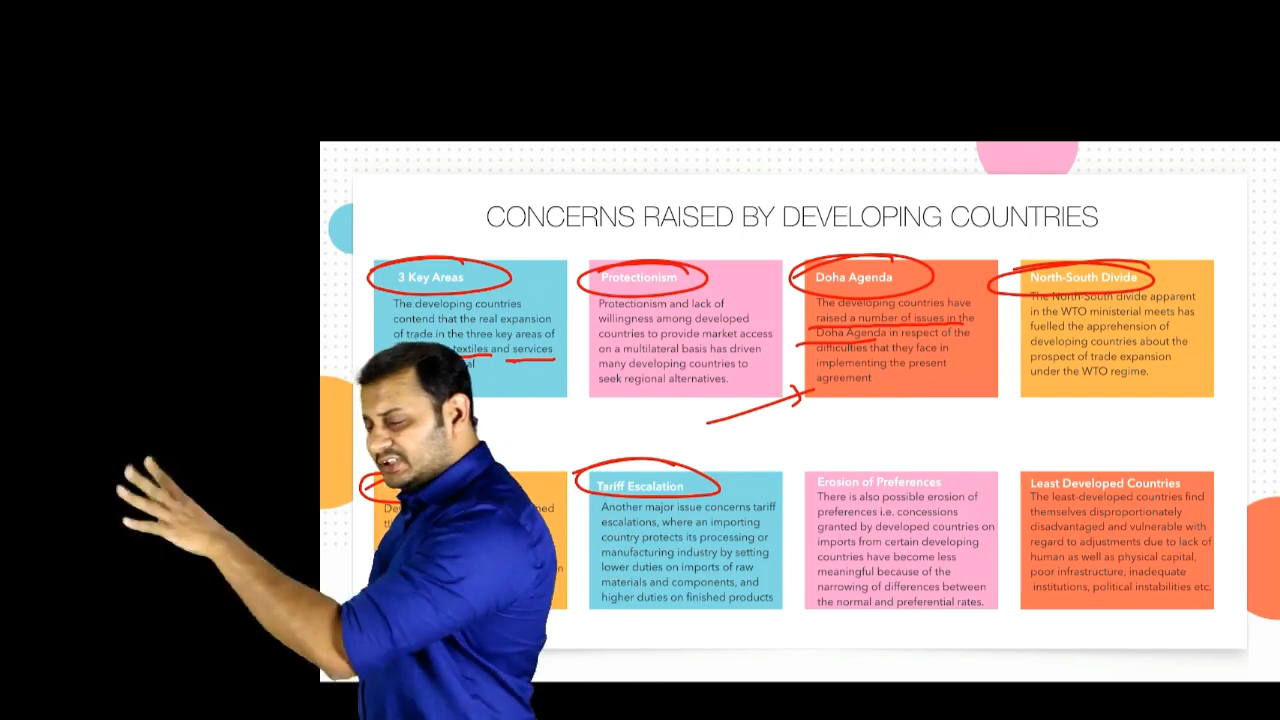 CONCERNS RAISED BY DEVELOPING COUNTRIES
3 Key Areas
The developing countries
contend that the real expansion
of trade in the three key areas of
textiles and services
Protectionism
Protectionism and lack of
willingness among developed
countries to provide market access
on a multilateral basis has driven
many developing countries to
seek regional alternatives.
Doha Agenda
The developing countries have
raised a number of issues in the
Doha Agenda in respect of the
difficulties that they face in
implementing the present
agreement
North-South Divide
The North-South divide apparent
in the WTO ministerial meets has
fuelled the apprehension of
developing countries about the
prospect of trade expansion
under the WTO regime.
Tariff Escalation
Another major issue concerns tariff
escalations, where an importing
country protects its processing or
manufacturing industry by setting
lower duties on imports of raw
materials and components, and
higher duties on finished products
Erosion of Preferences
There is also possible erosion of
preferences i.e. concessions
granted by developed countries on
imports from certain developing
countries have become less
meaningful because of the
narrowing of differences between
the normal and preferential rates.
Least Developed Countries
The least-developed countries find
themselves disproportionately
disadvantaged and vulnerable with
regard to adjustments due to lack of
human as well as physical capital,
poor infrastructure, inadequate
institutions, political instabilities etc.